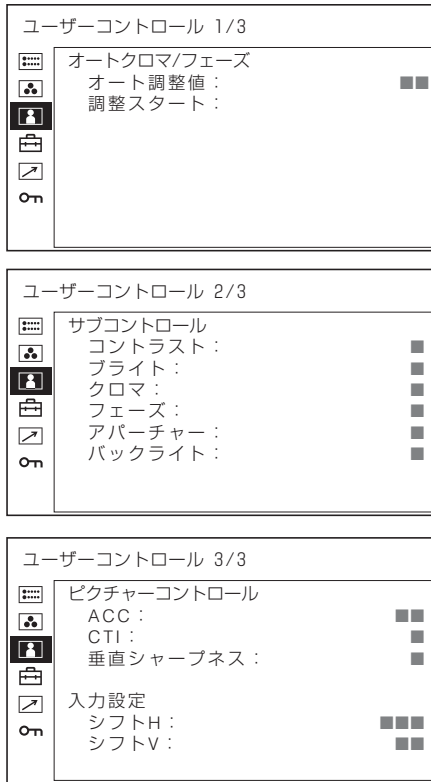 ユーザーコントロール 1/3
オートクロマ/フェーズ
オート調整値：
調整スタート：
ユーザーコントロール 2/3
サブコントロール
コントラスト：
ブライト：
クロマ：
フェーズ：
アパーチャー：
バックライト：
ユーザーコントロール 3/3
ピクチャーコントロール
ACC：
CTI：
垂直シャープネス：
入力設定
シフトH：
シフトV：